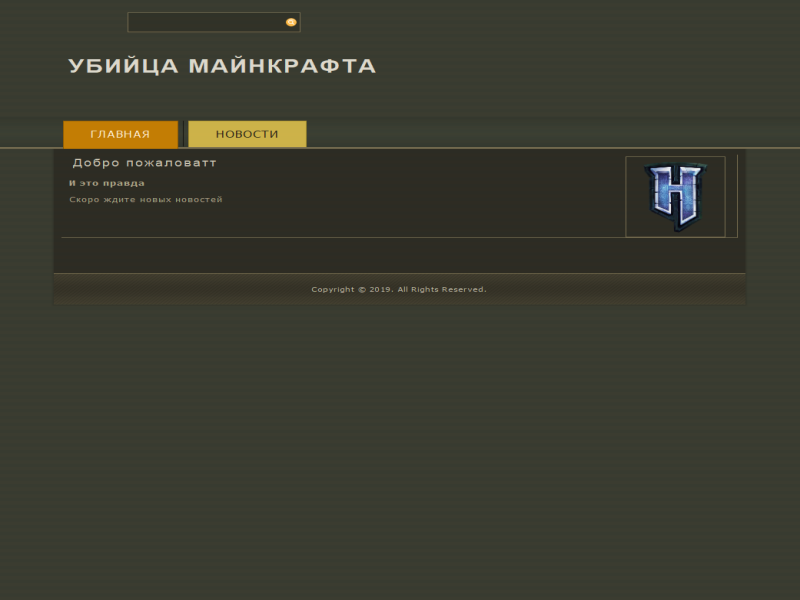 УБИЙЦА МАЙНКРАФТА
ГЛАВНАЯ
НОВОСТИ
Добро пожаловатт
И это правда
Скоро ждите новых новостей
H
Copyright © 2019. All Rights Reserved.